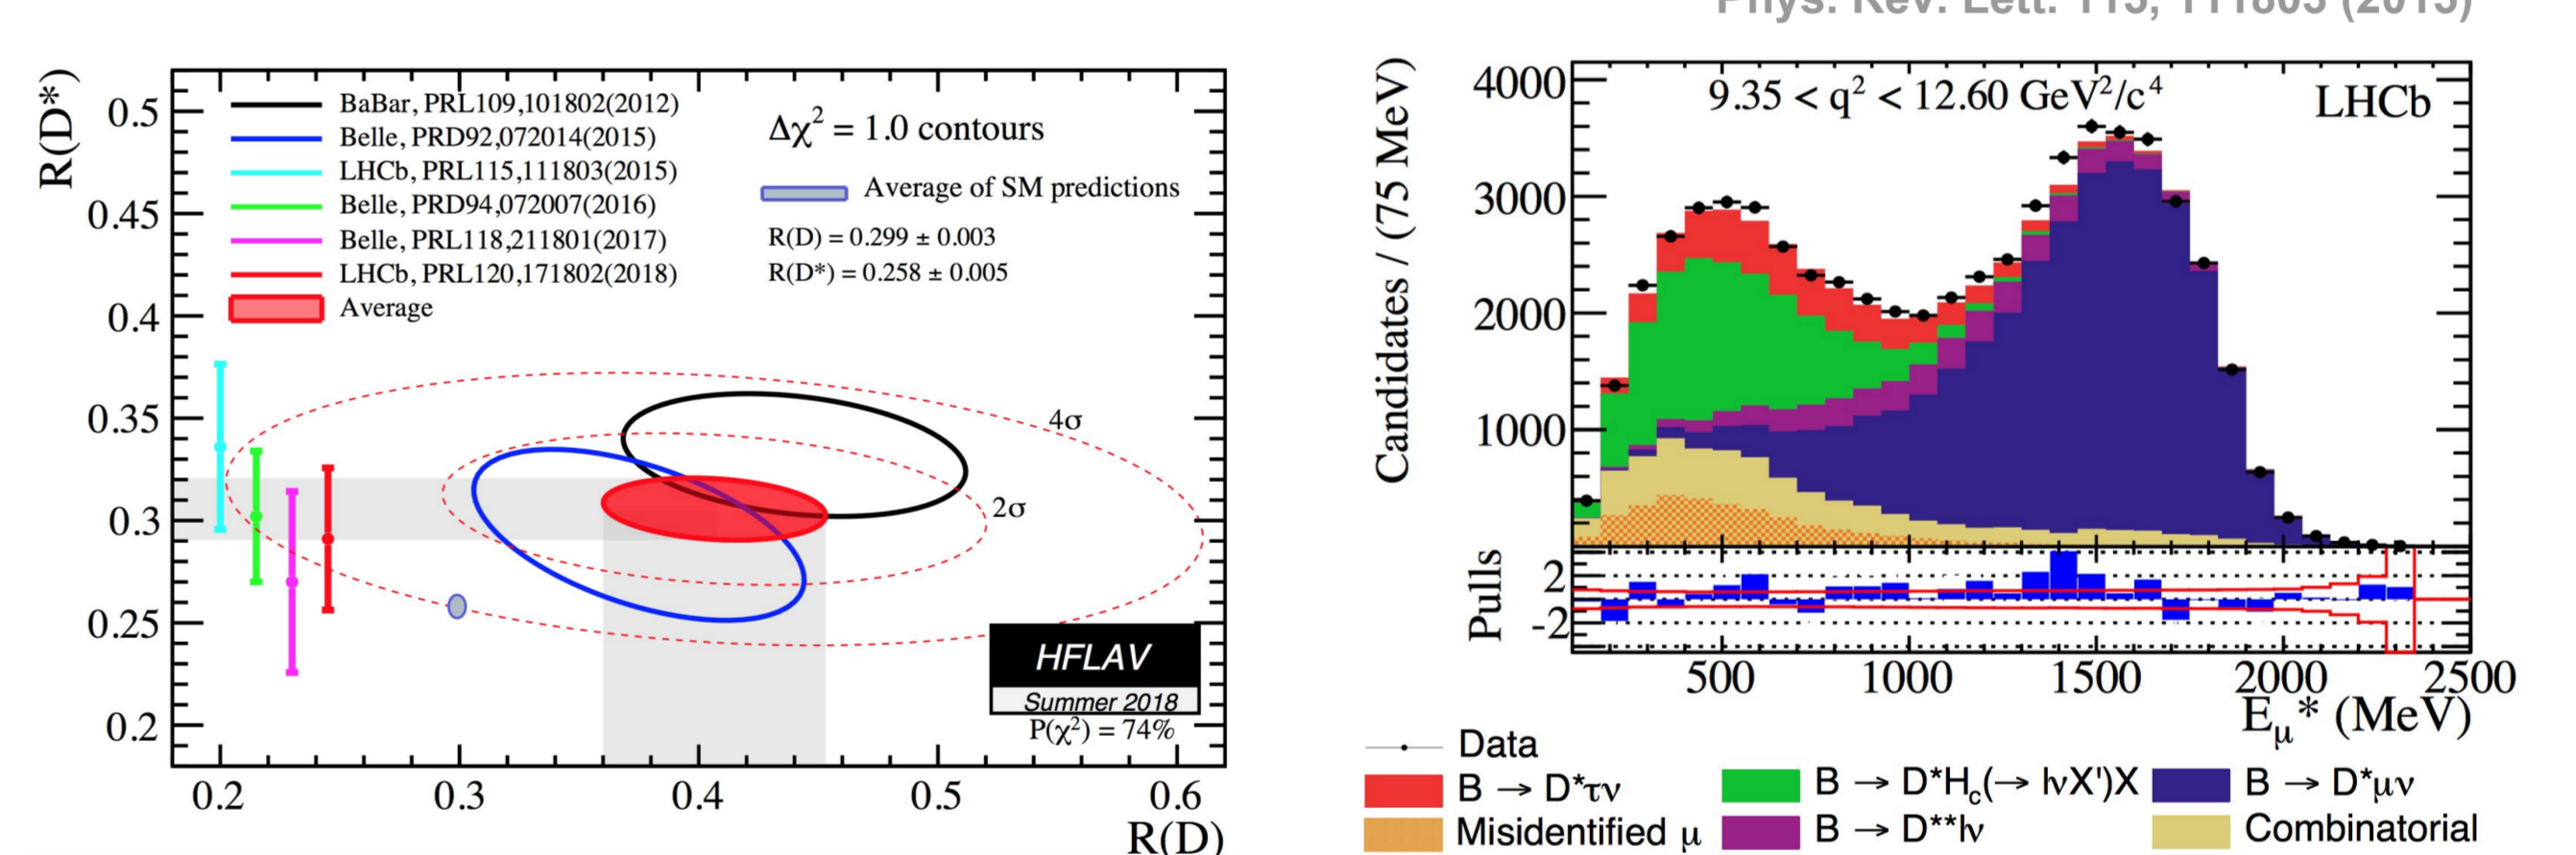 Phys. Rev. Lett. 115, 111803 (2015)
R(D*)
0.5
0.45
0.4
0.35
0.3
0.25
0.2
BaBar, PRL109,101802(2012)
Belle, PRD92,072014(2015)
LHCb, PRL115,111803(2015)
Belle, PRD94,072007(2016)
Belle, PRL118,211801(2017)
LHCb, PRL120,171802(2018)
Average
Δχ² = 1.0 contours
Average of SM predictions
R(D) = 0.299 ± 0.003
R(D*) = 0.258 ± 0.005
4σ
2σ
HFLAV
Summer 2018
P(χ²) = 74%
0.2 0.3 0.4 0.5 0.6
R(D)
Candidates / (75 MeV)
4000
3000
2000
1000
9.35 < q² < 12.60 GeV²/c⁴
LHCb
Pulls
2
-2
500 1000 1500 2000 2500
Eμ* (MeV)
Data
B → D*τν
B → D*Hc(→ lνX')X
B → D*μν
Misidentified μ
B → D**lν
Combinatorial